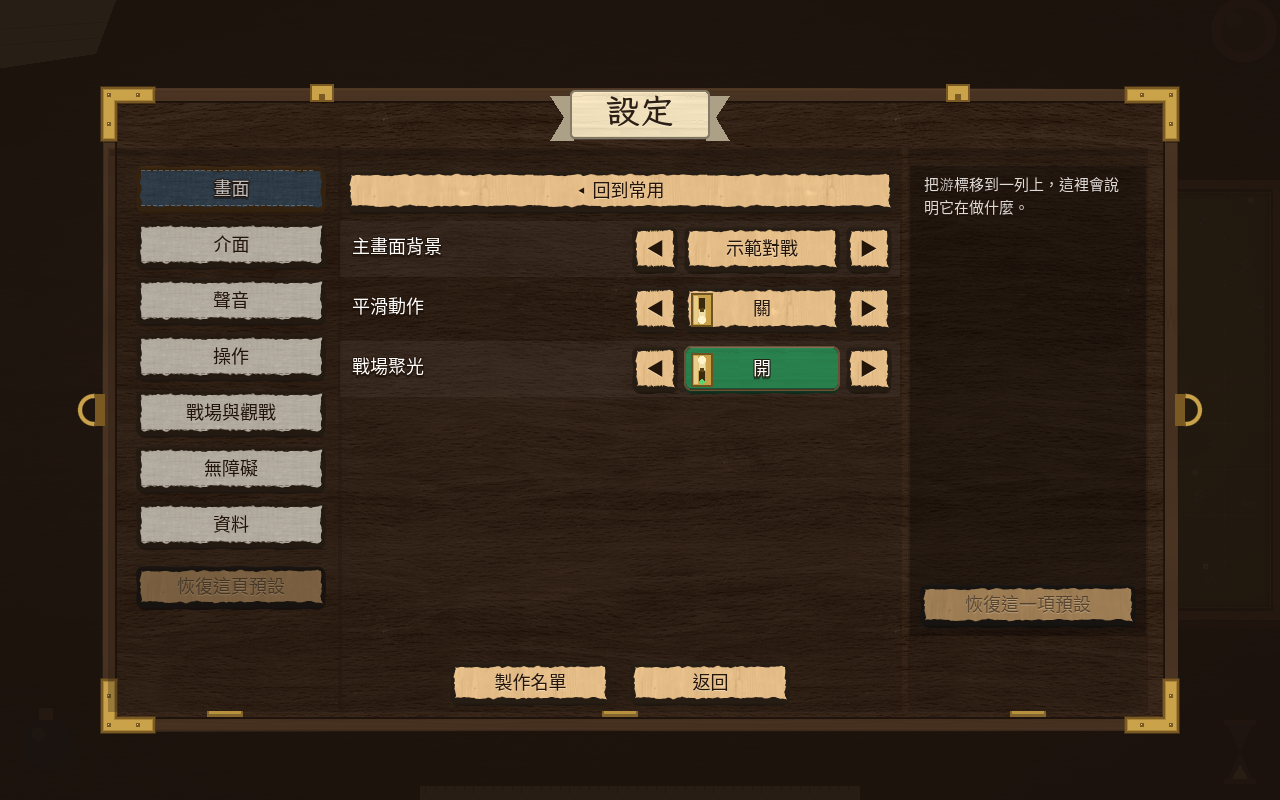 設定
畫面
介面
聲音
操作
戰場與觀戰
無障礙
資料
恢復這頁預設
◂ 回到常用
主畫面背景
◀ 示範對戰 ▶
平滑動作
◀ 關 ▶
戰場聚光
◀ 開 ▶
把游標移到一列上，這裡會說
明它在做什麼。
恢復這一項預設
製作名單
返回